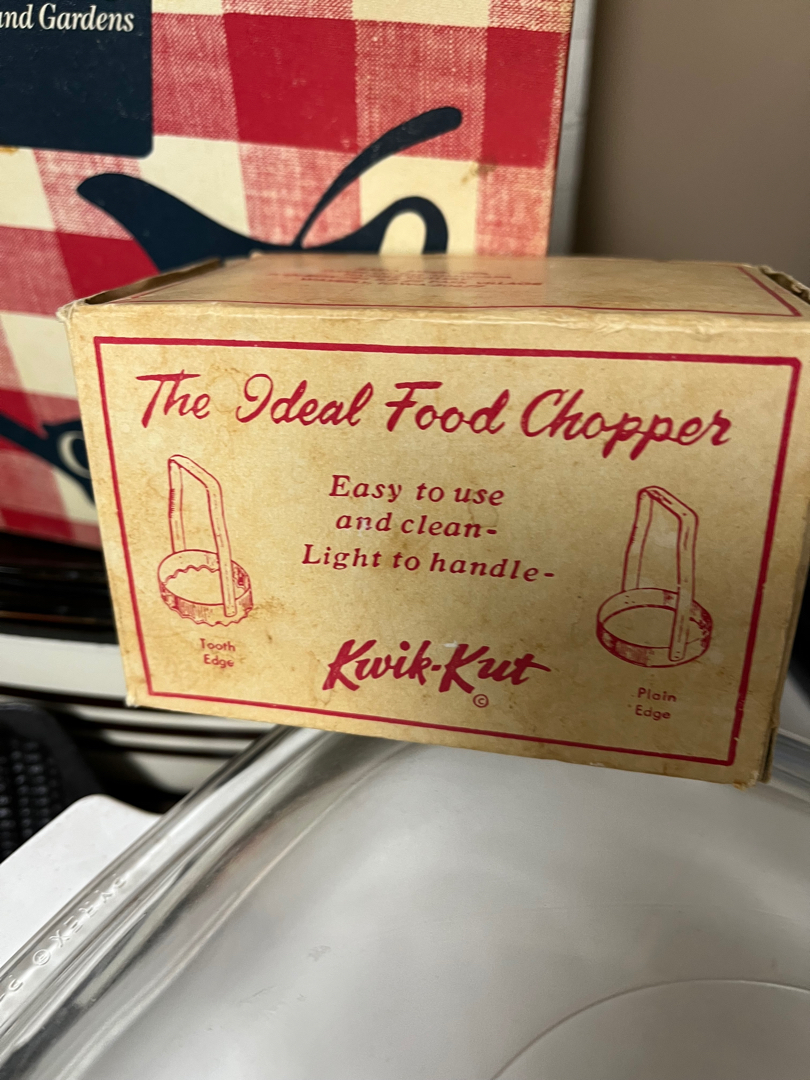 and Gardens
The Ideal Food Chopper
Easy to use
and clean-
Light to handle-
Tooth
Edge
Kwik-Kut
©
Plain
Edge
PYREX®